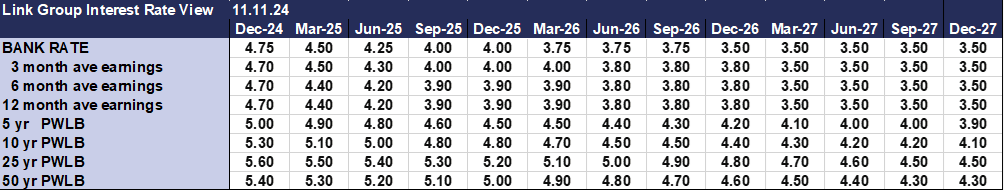 Link Group Interest Rate View 11.11.24
Dec-24 Mar-25 Jun-25 Sep-25 Dec-25 Mar-26 Jun-26 Sep-26 Dec-26 Mar-27 Jun-27 Sep-27 Dec-27
BANK RATE 4.75 4.50 4.25 4.00 4.00 3.75 3.75 3.75 3.50 3.50 3.50 3.50 3.50
3 month ave earnings 4.70 4.50 4.30 4.00 4.00 4.00 3.80 3.80 3.80 3.50 3.50 3.50 3.50
6 month ave earnings 4.70 4.40 4.20 3.90 3.90 3.90 3.80 3.80 3.80 3.50 3.50 3.50 3.50
12 month ave earnings 4.70 4.40 4.20 3.90 3.90 3.90 3.80 3.80 3.80 3.50 3.50 3.50 3.50
5 yr PWLB 5.00 4.90 4.80 4.60 4.50 4.50 4.40 4.30 4.20 4.10 4.00 4.00 3.90
10 yr PWLB 5.30 5.10 5.00 4.80 4.80 4.70 4.50 4.50 4.40 4.30 4.20 4.20 4.10
25 yr PWLB 5.60 5.50 5.40 5.30 5.20 5.10 5.00 4.90 4.80 4.70 4.60 4.50 4.50
50 yr PWLB 5.40 5.30 5.20 5.10 5.00 4.90 4.80 4.70 4.60 4.50 4.40 4.30 4.30